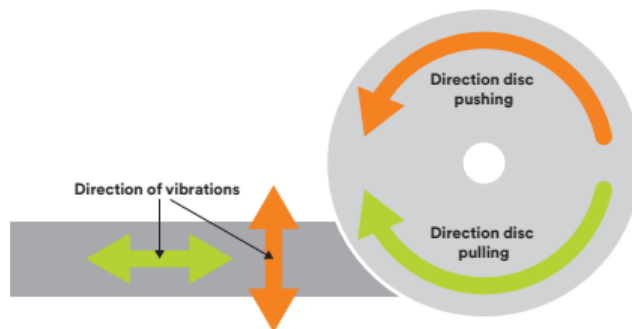 Direction disc
pushing
Direction of vibrations
Direction disc
pulling